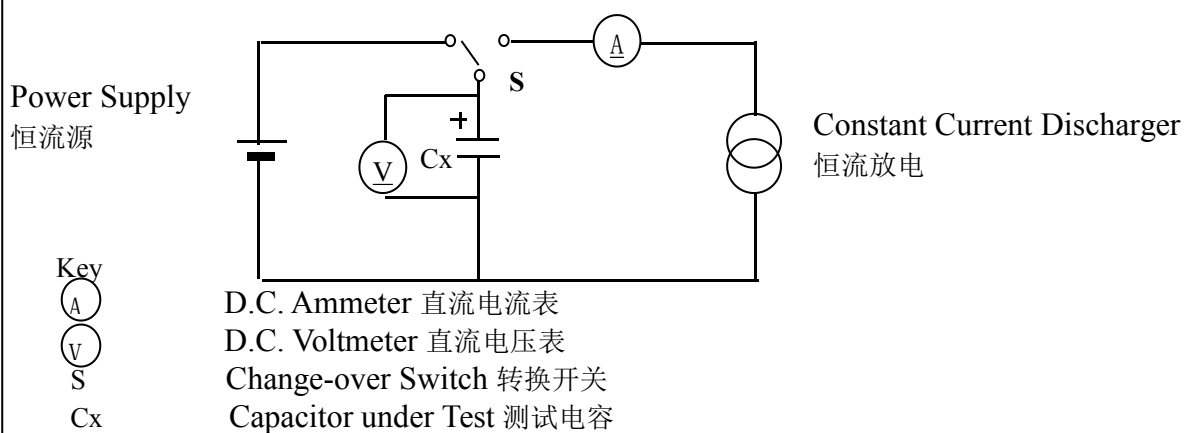 A
S
Power Supply
恒流源
+
V
Cx
Constant Current Discharger
恒流放电
Key
A D.C. Ammeter 直流电流表
V D.C. Voltmeter 直流电压表
S Change-over Switch 转换开关
Cx Capacitor under Test 测试电容